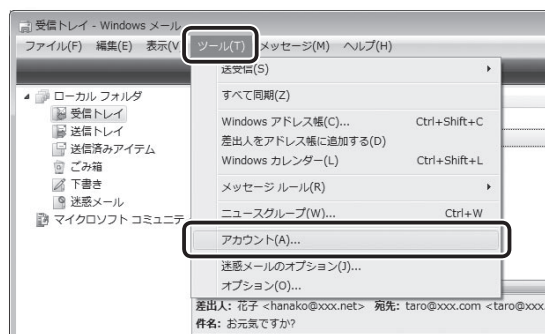 受信トレイ - Windows メール
ファイル(F) 編集(E) 表示(V ツール(T) メッセージ(M) ヘルプ(H)
送受信(S)
すべて同期(Z)
Windows アドレス帳(C)... Ctrl+Shift+C
差出人をアドレス帳に追加する(D)
Windows カレンダー(L) Ctrl+Shift+L
メッセージ ルール(R)
ニュースグループ(W)... Ctrl+W
アカウント(A)...
迷惑メールのオプション(J)...
オプション(O)...
ローカル フォルダ
受信トレイ
送信トレイ
送信済みアイテム
ごみ箱
下書き
迷惑メール
マイクロソフト コミュニテ
差出人: 花子 <hanako@xxx.net> 宛先: taro@xxx.com <taro@xxx
件名: お元気ですか?